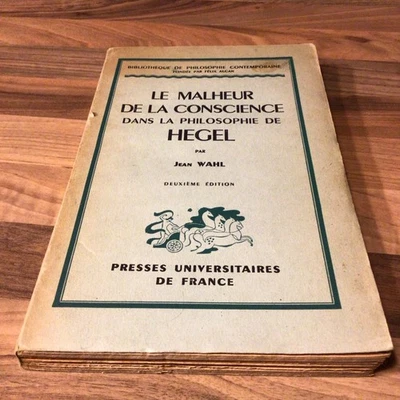 BIBLIOTHÈQUE DE PHILOSOPHIE CONTEMPORAINE
FONDÉE PAR FÉLIX ALCAN
LE MALHEUR
DE LA CONSCIENCE
DANS LA PHILOSOPHIE DE
HEGEL
PAR
JEAN WAHL
DEUXIÈME ÉDITION
PRESSES UNIVERSITAIRES
DE FRANCE